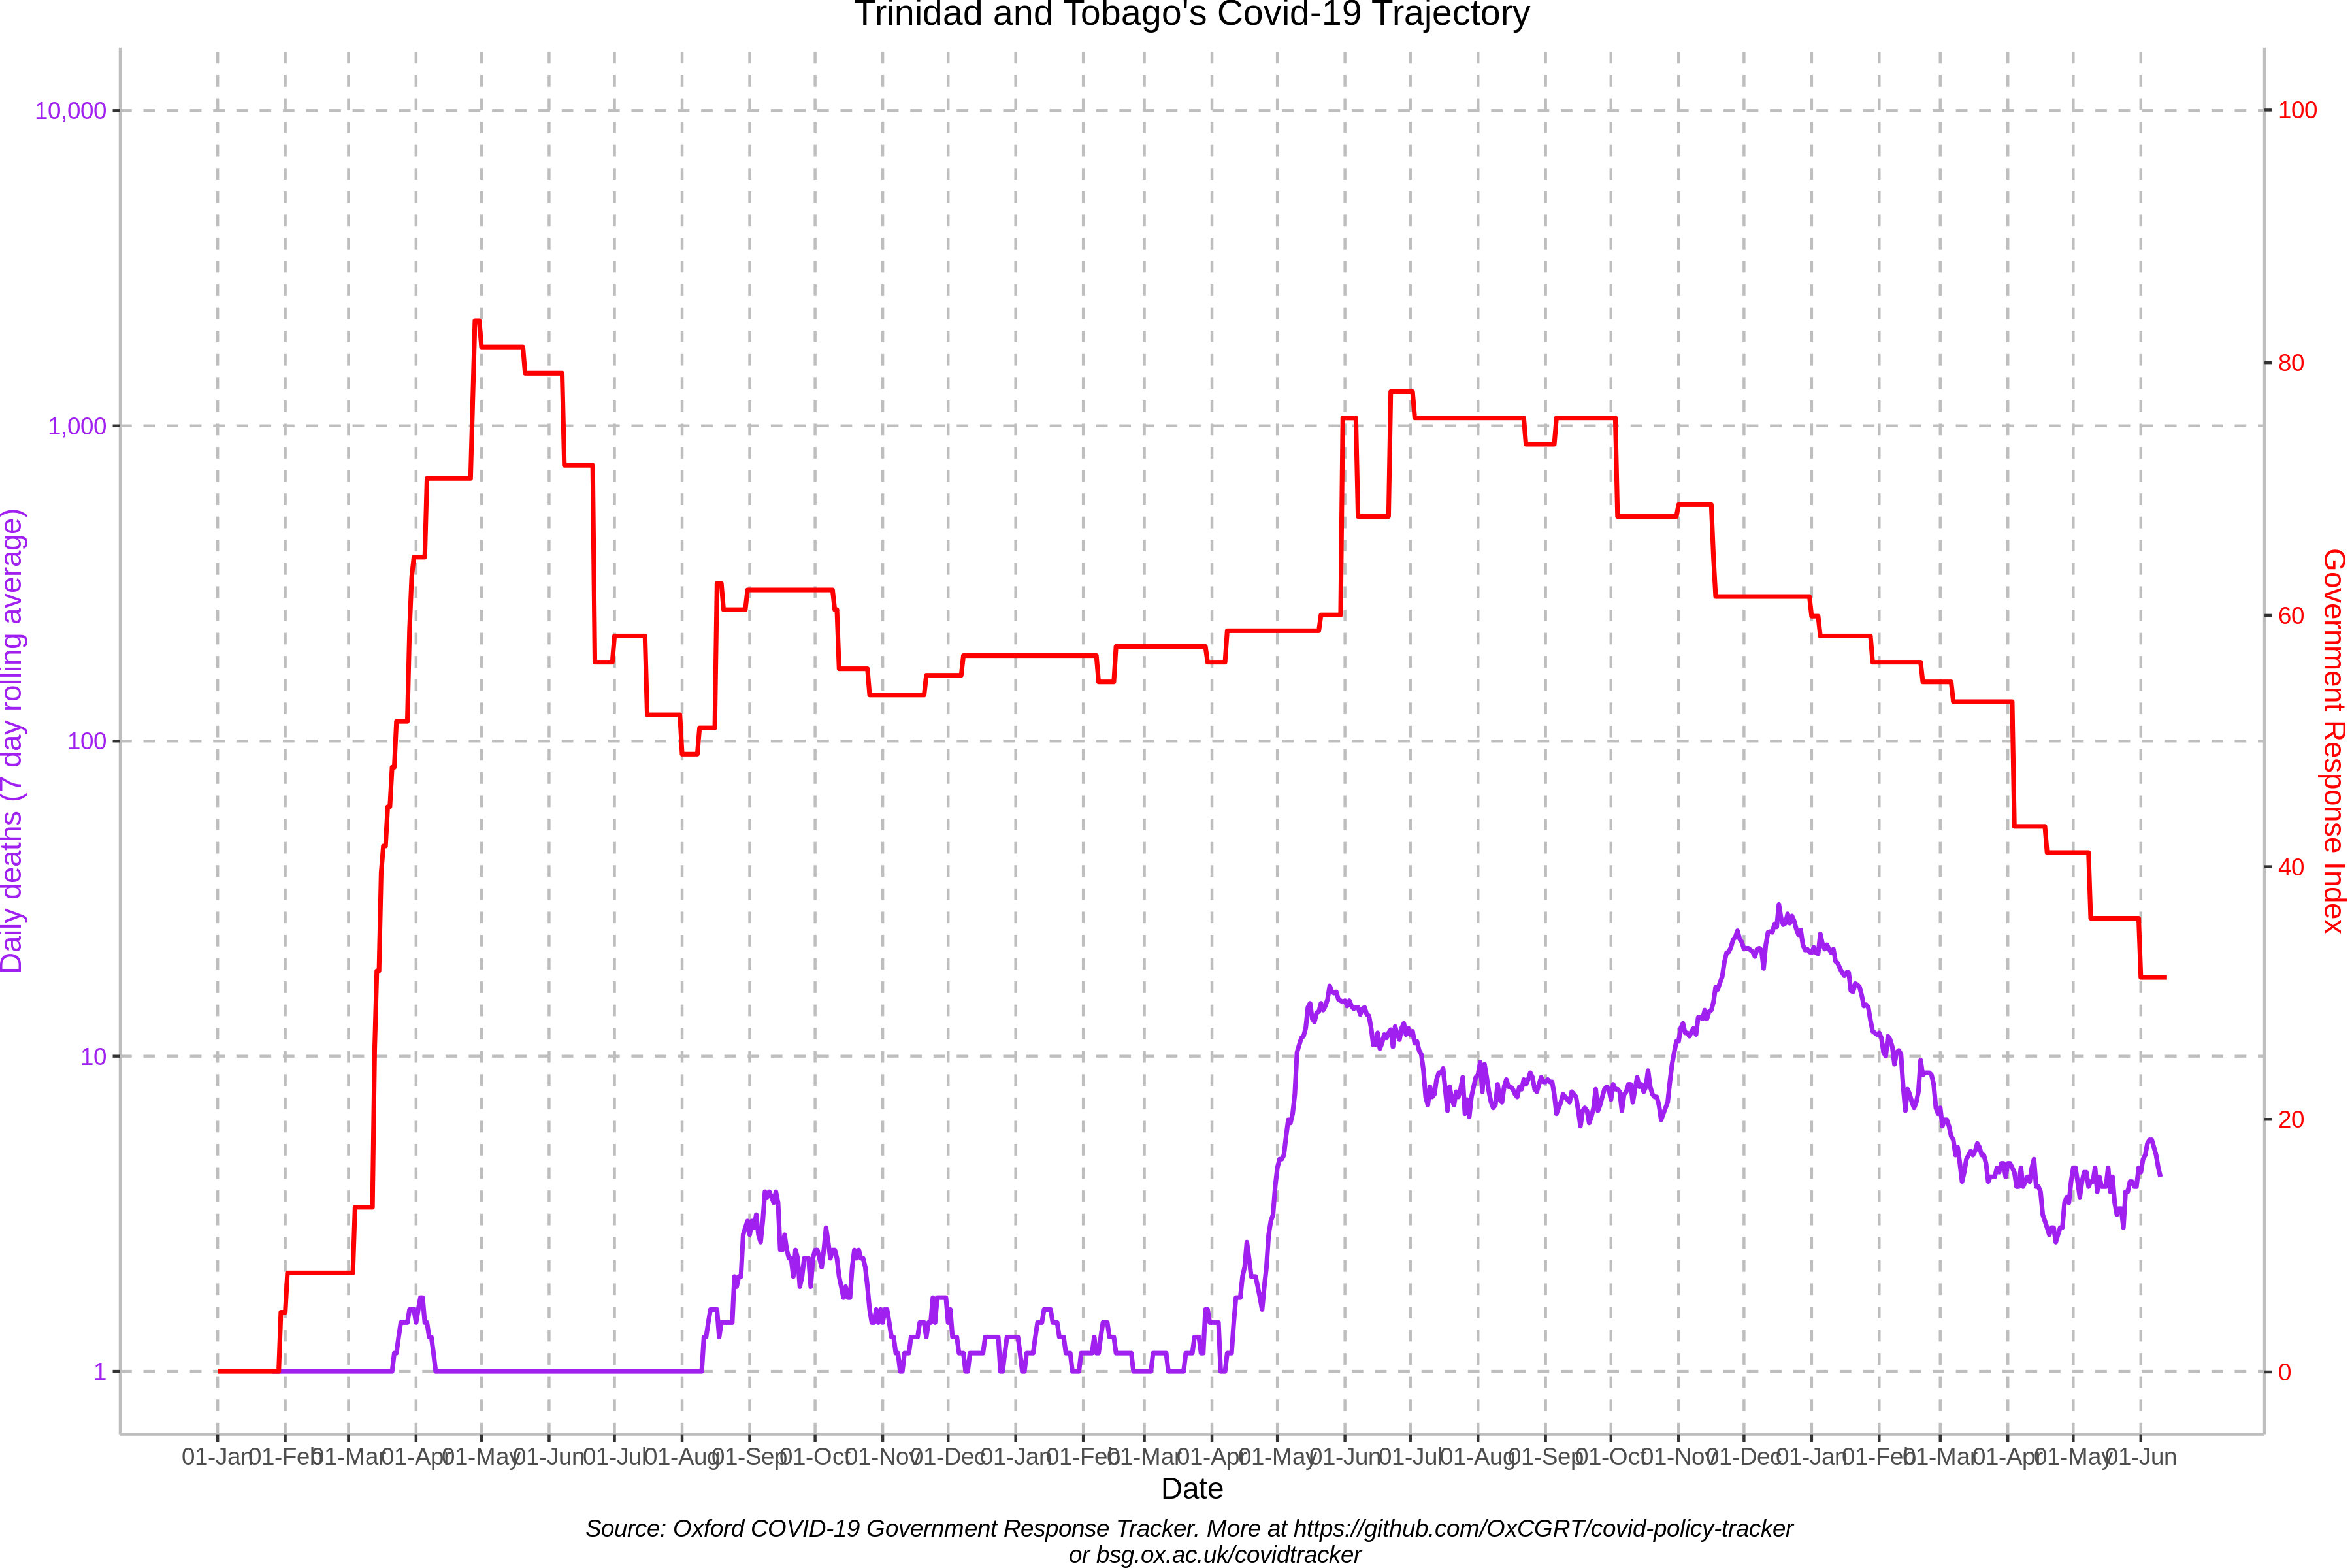 Trinidad and Tobago's Covid-19 Trajectory
10,000
1,000
100
10
1
Daily deaths (7 day rolling average)
100
80
60
40
20
0
Government Response Index
01-Jan 01-Feb 01-Mar 01-Apr 01-May 01-Jun 01-Jul 01-Aug 01-Sep 01-Oct 01-Nov 01-Dec 01-Jan 01-Feb 01-Mar 01-Apr 01-May 01-Jun 01-Jul 01-Aug 01-Sep 01-Oct 01-Nov 01-Dec 01-Jan 01-Feb 01-Mar 01-Apr 01-May 01-Jun
Date
Source: Oxford COVID-19 Government Response Tracker. More at https://github.com/OxCGRT/covid-policy-tracker
or bsg.ox.ac.uk/covidtracker